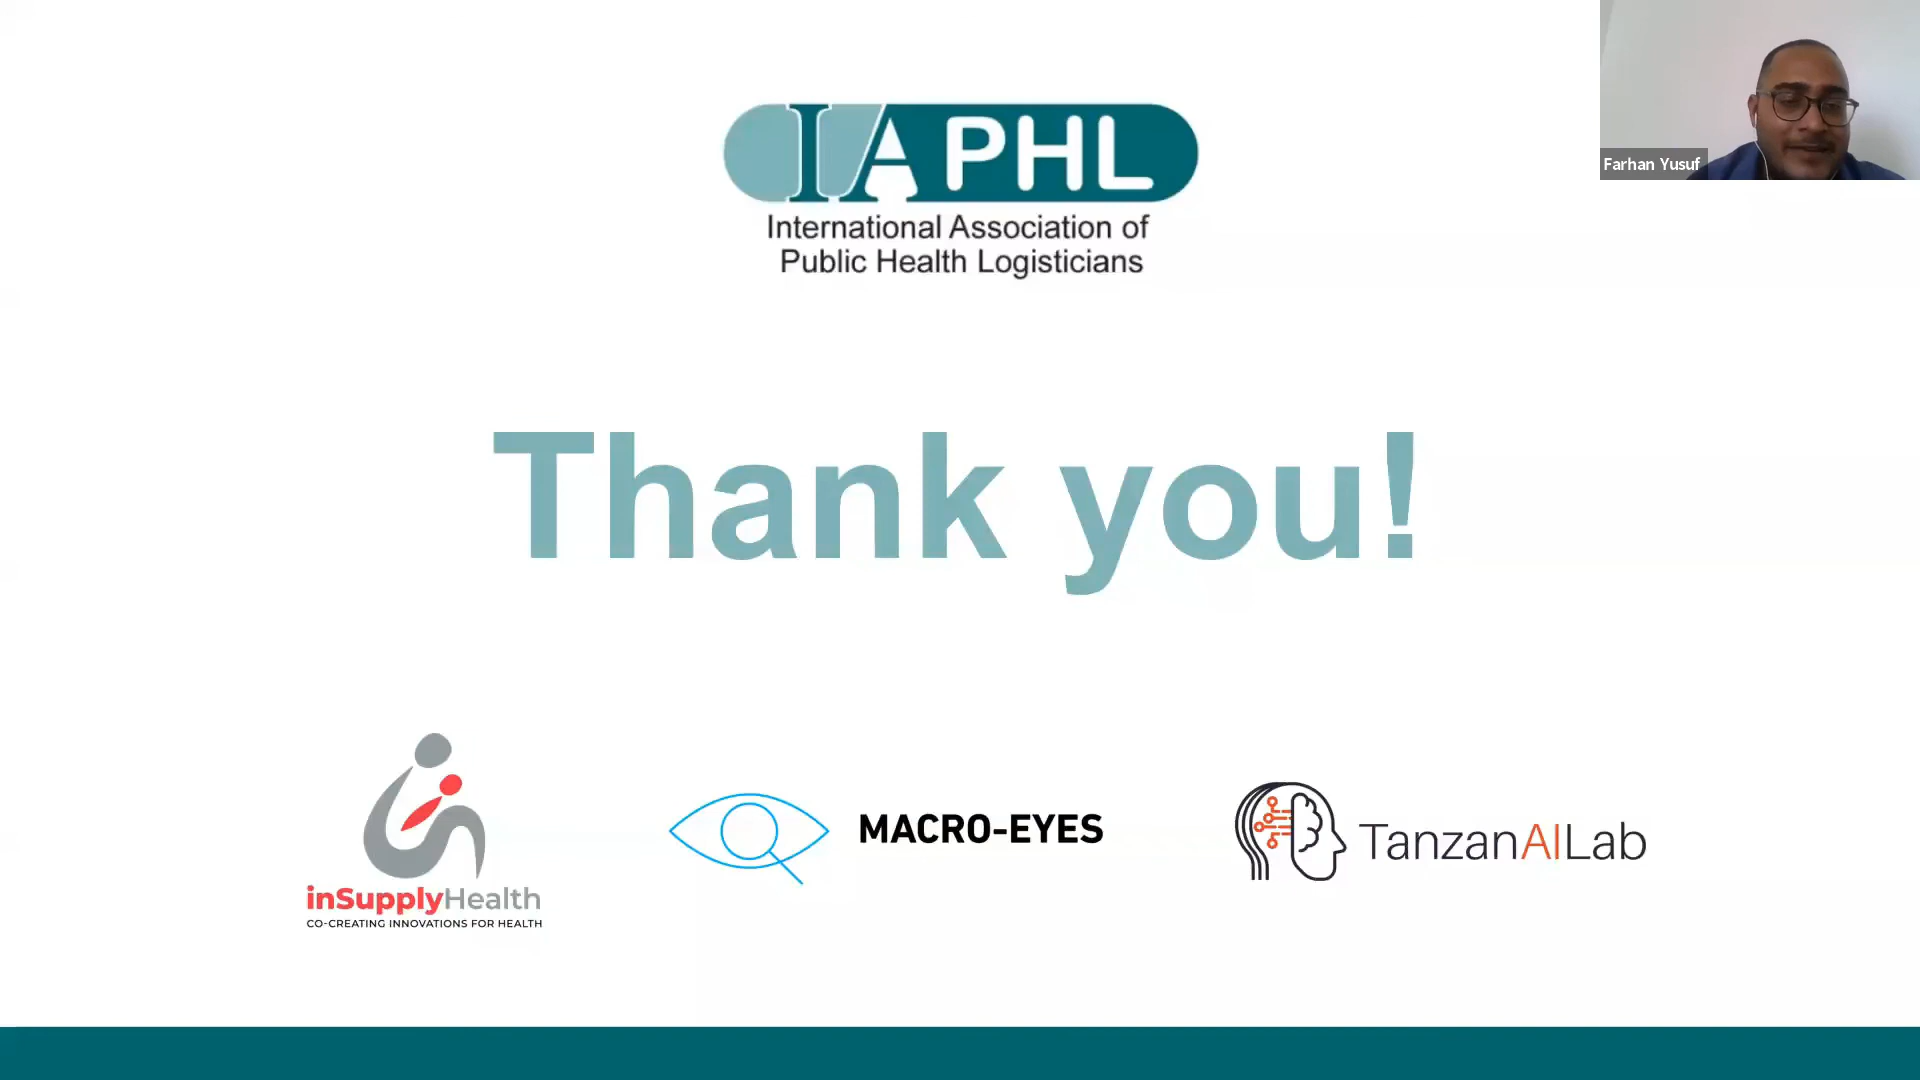 IAPHL
International Association of
Public Health Logisticians
Farhan Yusuf
Thank you!
inSupplyHealth
CO-CREATING INNOVATIONS FOR HEALTH
MACRO-EYES
TanzanAILab